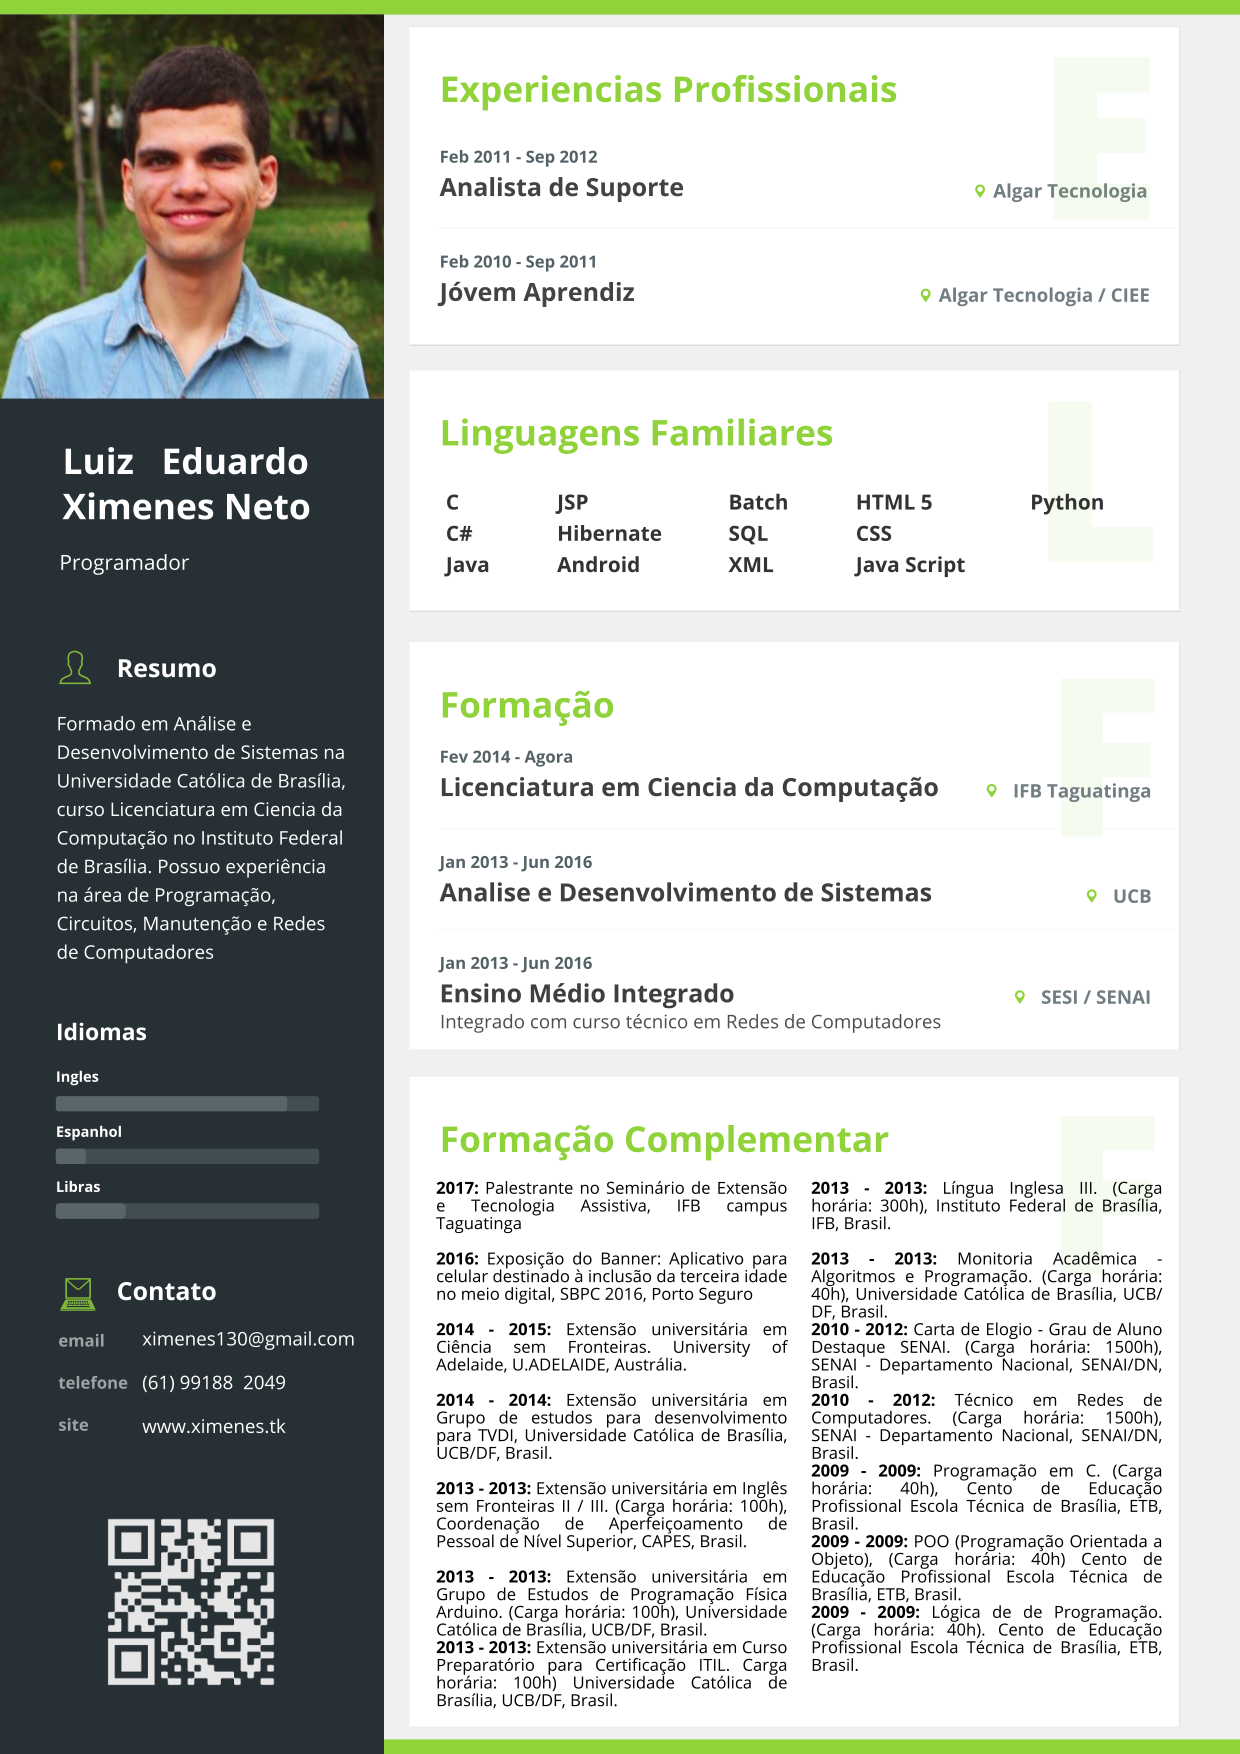 Luiz Eduardo
Ximenes Neto
Programador
Resumo
Formado em Análise e
Desenvolvimento de Sistemas na
Universidade Católica de Brasília,
curso Licenciatura em Ciencia da
Computação no Instituto Federal
de Brasília. Possuo experiência
na área de Programação,
Circuitos, Manutenção e Redes
de Computadores
Idiomas
Ingles
Espanhol
Libras
Contato
email ximenes130@gmail.com
telefone (61) 99188 2049
site www.ximenes.tk
E
Experiencias Profissionais
Feb 2011 - Sep 2012
Analista de Suporte Algar Tecnologia
Feb 2010 - Sep 2011
Jóvem Aprendiz Algar Tecnologia / CIEE
L
Linguagens Familiares
C JSP Batch HTML 5 Python
C# Hibernate SQL CSS
Java Android XML Java Script
F
Formação
Fev 2014 - Agora
Licenciatura em Ciencia da Computação IFB Taguatinga
Jan 2013 - Jun 2016
Analise e Desenvolvimento de Sistemas UCB
Jan 2013 - Jun 2016
Ensino Médio Integrado SESI / SENAI
Integrado com curso técnico em Redes de Computadores
F
Formação Complementar
2017: Palestrante no Seminário de Extensão
e Tecnologia Assistiva, IFB campus
Taguatinga
2016: Exposição do Banner: Aplicativo para
celular destinado à inclusão da terceira idade
no meio digital, SBPC 2016, Porto Seguro
2014 - 2015: Extensão universitária em
Ciência sem Fronteiras. University of
Adelaide, U.ADELAIDE, Austrália.
2014 - 2014: Extensão universitária em
Grupo de estudos para desenvolvimento
para TVDI, Universidade Católica de Brasília,
UCB/DF, Brasil.
2013 - 2013: Extensão universitária em Inglês
sem Fronteiras II / III. (Carga horária: 100h),
Coordenação de Aperfeiçoamento de
Pessoal de Nível Superior, CAPES, Brasil.
2013 - 2013: Extensão universitária em
Grupo de Estudos de Programação Física
Arduino. (Carga horária: 100h), Universidade
Católica de Brasília, UCB/DF, Brasil.
2013 - 2013: Extensão universitária em Curso
Preparatório para Certificação ITIL. Carga
horária: 100h) Universidade Católica de
Brasília, UCB/DF, Brasil.
2013 - 2013: Língua Inglesa III. (Carga
horária: 300h), Instituto Federal de Brasília,
IFB, Brasil.
2013 - 2013: Monitoria Acadêmica -
Algoritmos e Programação. (Carga horária:
40h), Universidade Católica de Brasília, UCB/
DF, Brasil.
2010 - 2012: Carta de Elogio - Grau de Aluno
Destaque SENAI. (Carga horária: 1500h),
SENAI - Departamento Nacional, SENAI/DN,
Brasil.
2010 - 2012: Técnico em Redes de
Computadores. (Carga horária: 1500h),
SENAI - Departamento Nacional, SENAI/DN,
Brasil.
2009 - 2009: Programação em C. (Carga
horária: 40h), Cento de Educação
Profissional Escola Técnica de Brasília, ETB,
Brasil.
2009 - 2009: POO (Programação Orientada a
Objeto), (Carga horária: 40h) Cento de
Educação Profissional Escola Técnica de
Brasília, ETB, Brasil.
2009 - 2009: Lógica de de Programação.
(Carga horária: 40h). Cento de Educação
Profissional Escola Técnica de Brasília, ETB,
Brasil.